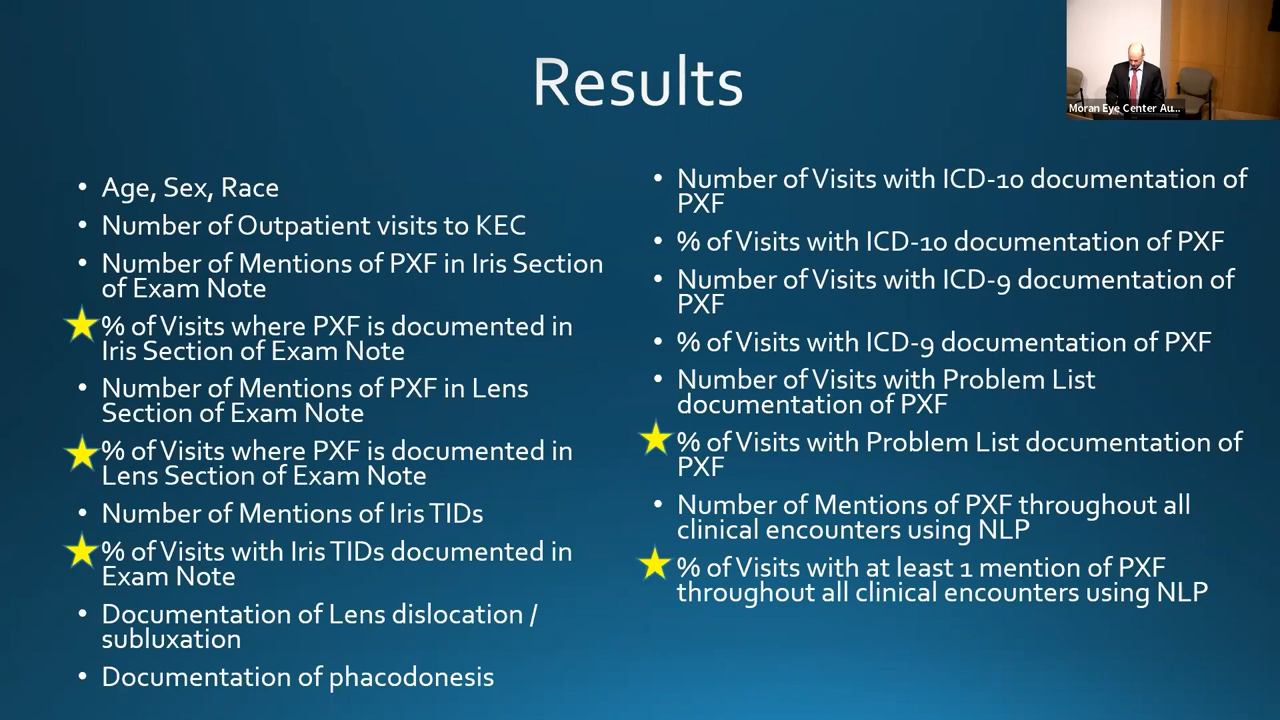 Results
Moran Eye Center Au...
• Age, Sex, Race
• Number of Outpatient visits to KEC
• Number of Mentions of PXF in Iris Section
of Exam Note
% of Visits where PXF is documented in
Iris Section of Exam Note
• Number of Mentions of PXF in Lens
Section of Exam Note
% of Visits where PXF is documented in
Lens Section of Exam Note
• Number of Mentions of Iris TIDs
% of Visits with Iris TIDs documented in
Exam Note
• Documentation of Lens dislocation /
subluxation
• Documentation of phacodonesis
• Number of Visits with ICD-10 documentation of
PXF
• % of Visits with ICD-10 documentation of PXF
• Number of Visits with ICD-9 documentation of
PXF
• % of Visits with ICD-9 documentation of PXF
• Number of Visits with Problem List
documentation of PXF
% of Visits with Problem List documentation of
PXF
• Number of Mentions of PXF throughout all
clinical encounters using NLP
% of Visits with at least 1 mention of PXF
throughout all clinical encounters using NLP